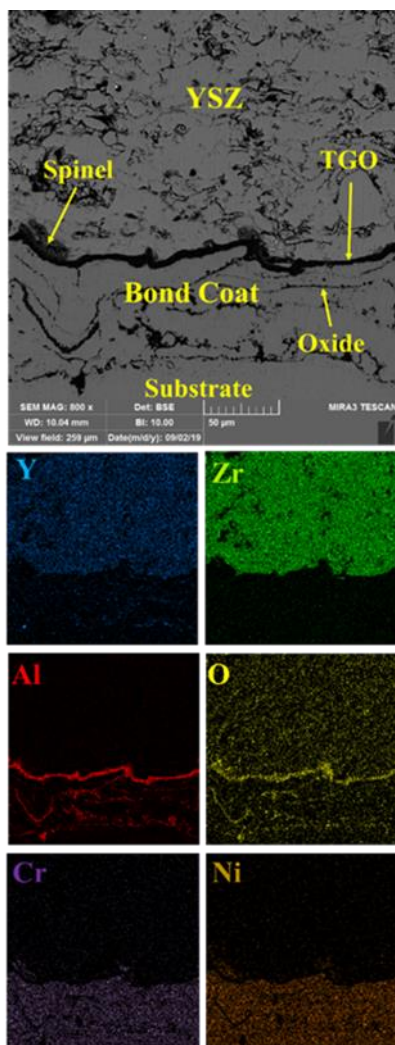 YSZ
Spinel
TGO
Bond Coat
Oxide
Substrate
SEM MAG: 800 x Det: BSE MIRA3 TESCAN
WD: 10.04 mm BI: 10.00 50 µm
View field: 259 µm Date(m/d/y): 09/02/19
Y Zr
Al O
Cr Ni